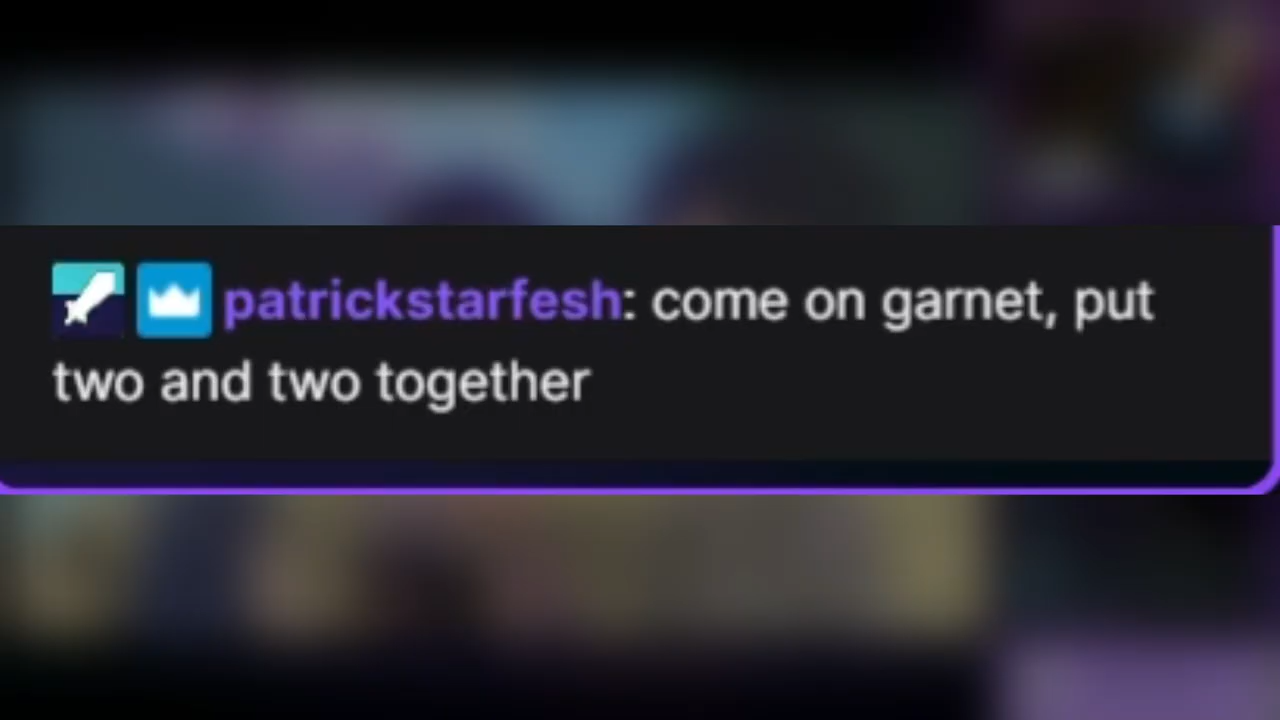 patrickstarfesh: come on garnet, put
two and two together